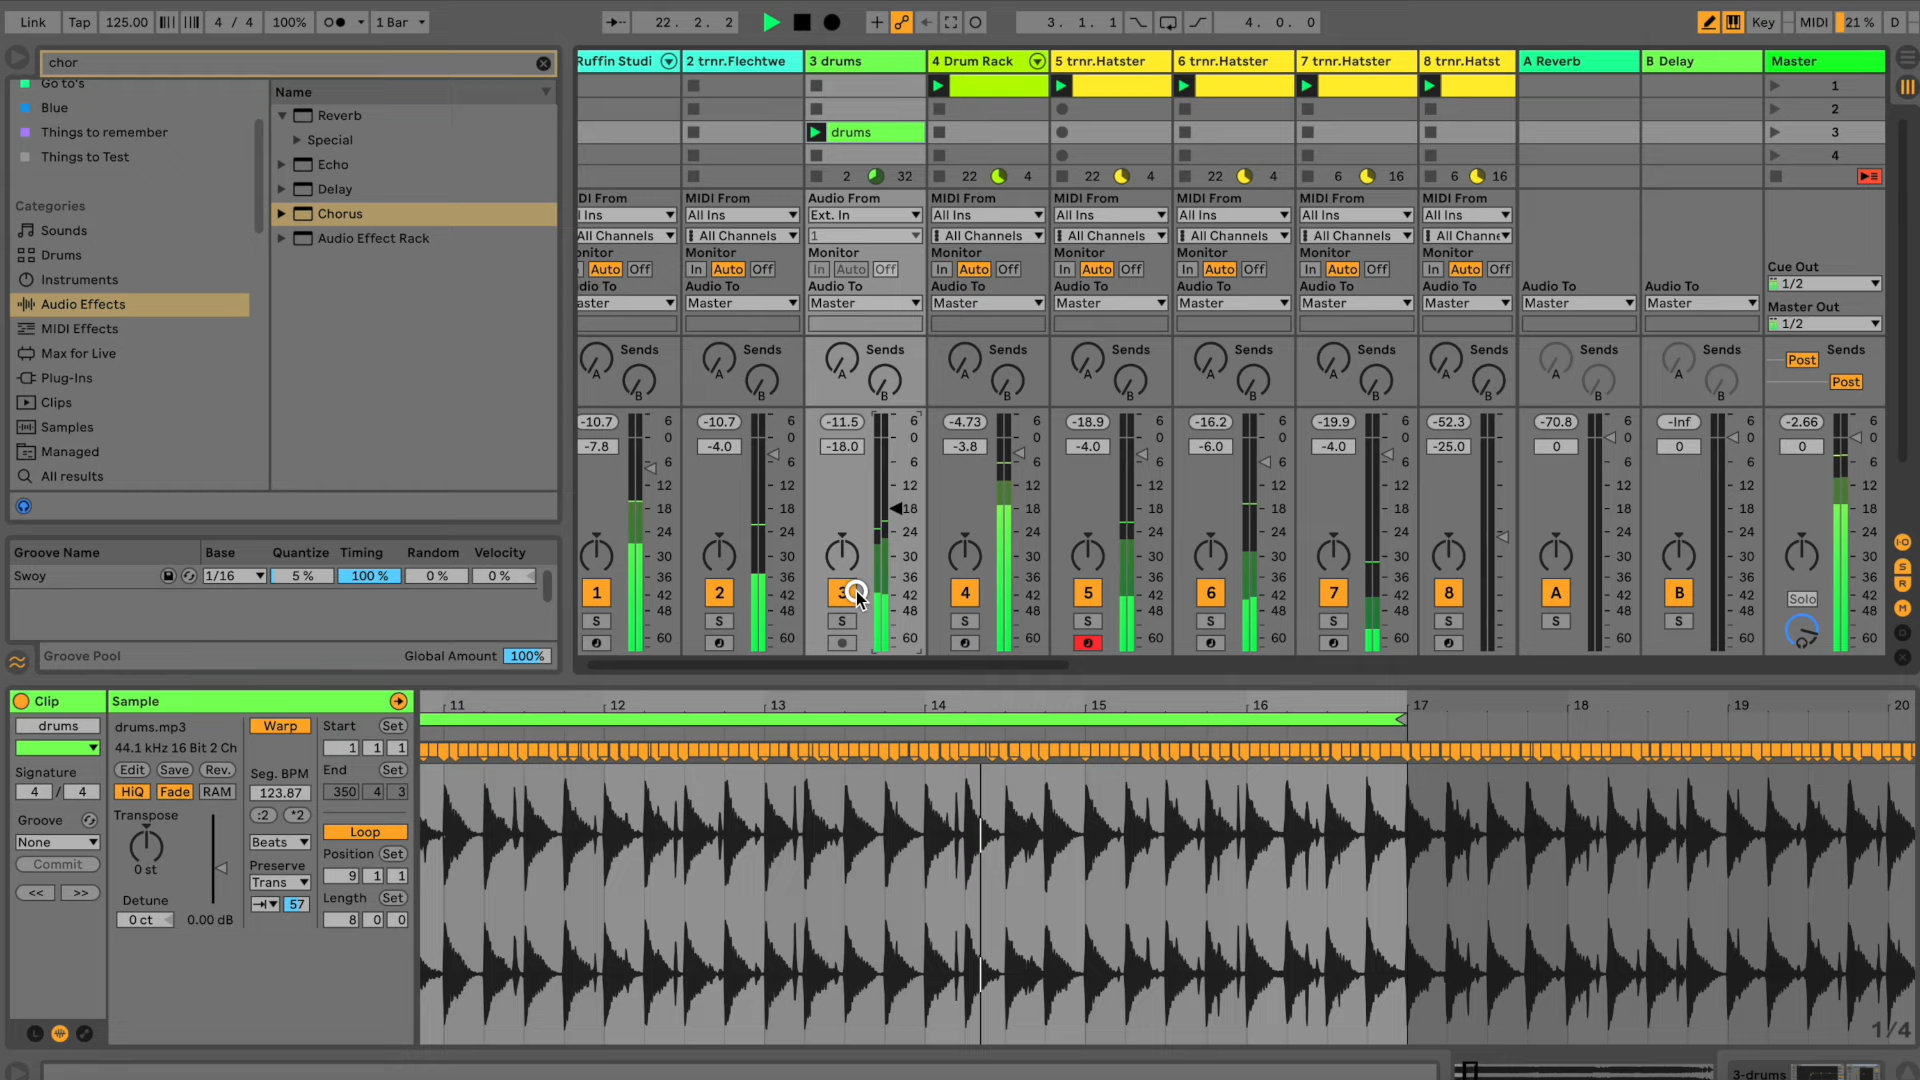 Link Tap 125.00 4 / 4 100% 1 Bar 22. 2. 2 3. 1. 1 4. 0. 0 Key MIDI 21 % D
chor
Go to's
Blue
Things to remember
Things to Test
Categories
Sounds
Drums
Instruments
Audio Effects
MIDI Effects
Max for Live
Plug-Ins
Clips
Samples
Managed
All results
Name
Reverb
Special
Echo
Delay
Chorus
Audio Effect Rack
Groove Name Base Quantize Timing Random Velocity
Swoy 1/16 5 % 100 % 0 % 0 %
Groove Pool Global Amount 100%
Ruffin Studi 2 trnr.Flechtwe 3 drums 4 Drum Rack 5 trnr.Hatster 6 trnr.Hatster 7 trnr.Hatster 8 trnr.Hatst A Reverb B Delay Master
1
2
drums 3
4
2 32 22 4 22 4 22 4 6 16 6 16
DI From MIDI From Audio From MIDI From MIDI From MIDI From MIDI From MIDI From
l Ins All Ins Ext. In All Ins All Ins All Ins All Ins All Ins
All Channels All Channels 1 All Channels All Channels All Channels All Channels All Channe
onitor Monitor Monitor Monitor Monitor Monitor Monitor Monitor
Auto Off In Auto Off In Auto Off In Auto Off In Auto Off In Auto Off In Auto Off In Auto Off
Cue Out
1/2
dio To Audio To Audio To Audio To Audio To Audio To Audio To Audio To Audio To Audio To
aster Master Master Master Master Master Master Master Master Master
Master Out
1/2
Sends Sends Sends Sends Sends Sends Sends Sends Sends Sends Sends
A A A A A A A A A A Post
B B B B B B B B B B Post
-10.7 -10.7 -11.5 -4.73 -18.9 -16.2 -19.9 -52.3 -70.8 -Inf -2.66
-7.8 -4.0 -18.0 -3.8 -4.0 -6.0 -4.0 -25.0 0 0 0
6 6 6 6 6 6 6 6 6 6 6
0 0 0 0 0 0 0 0 0 0 0
6 6 6 6 6 6 6 6 6 6 6
12 12 12 12 12 12 12 12 12 12 12
18 18 18 18 18 18 18 18 18 18 18
24 24 24 24 24 24 24 24 24 24 24
30 30 30 30 30 30 30 30 30 30 30
36 36 36 36 36 36 36 36 36 36 36
42 42 42 42 42 42 42 42 42 42 42
48 48 48 48 48 48 48 48 48 48 48
60 60 60 60 60 60 60 60 60 60 60
1 2 3 4 5 6 7 8 A B Solo
S S S S S S S S S S
I·O
S
R
M
D
Clip
drums
Signature
4 / 4
Groove
None
Commit
<< >>
L
Sample
drums.mp3
44.1 kHz 16 Bit 2 Ch
Edit Save Rev.
HiQ Fade RAM
Transpose
0 st
Detune
0 ct 0.00 dB
Warp
Seg. BPM
123.87
:2 *2
Beats
Preserve
Trans
57
Start Set
1 1 1
End Set
350 4 3
Loop
Position Set
9 1 1
Length Set
8 0 0
11 12 13 14 15 16 17 18 19 20
1/4
3-drums